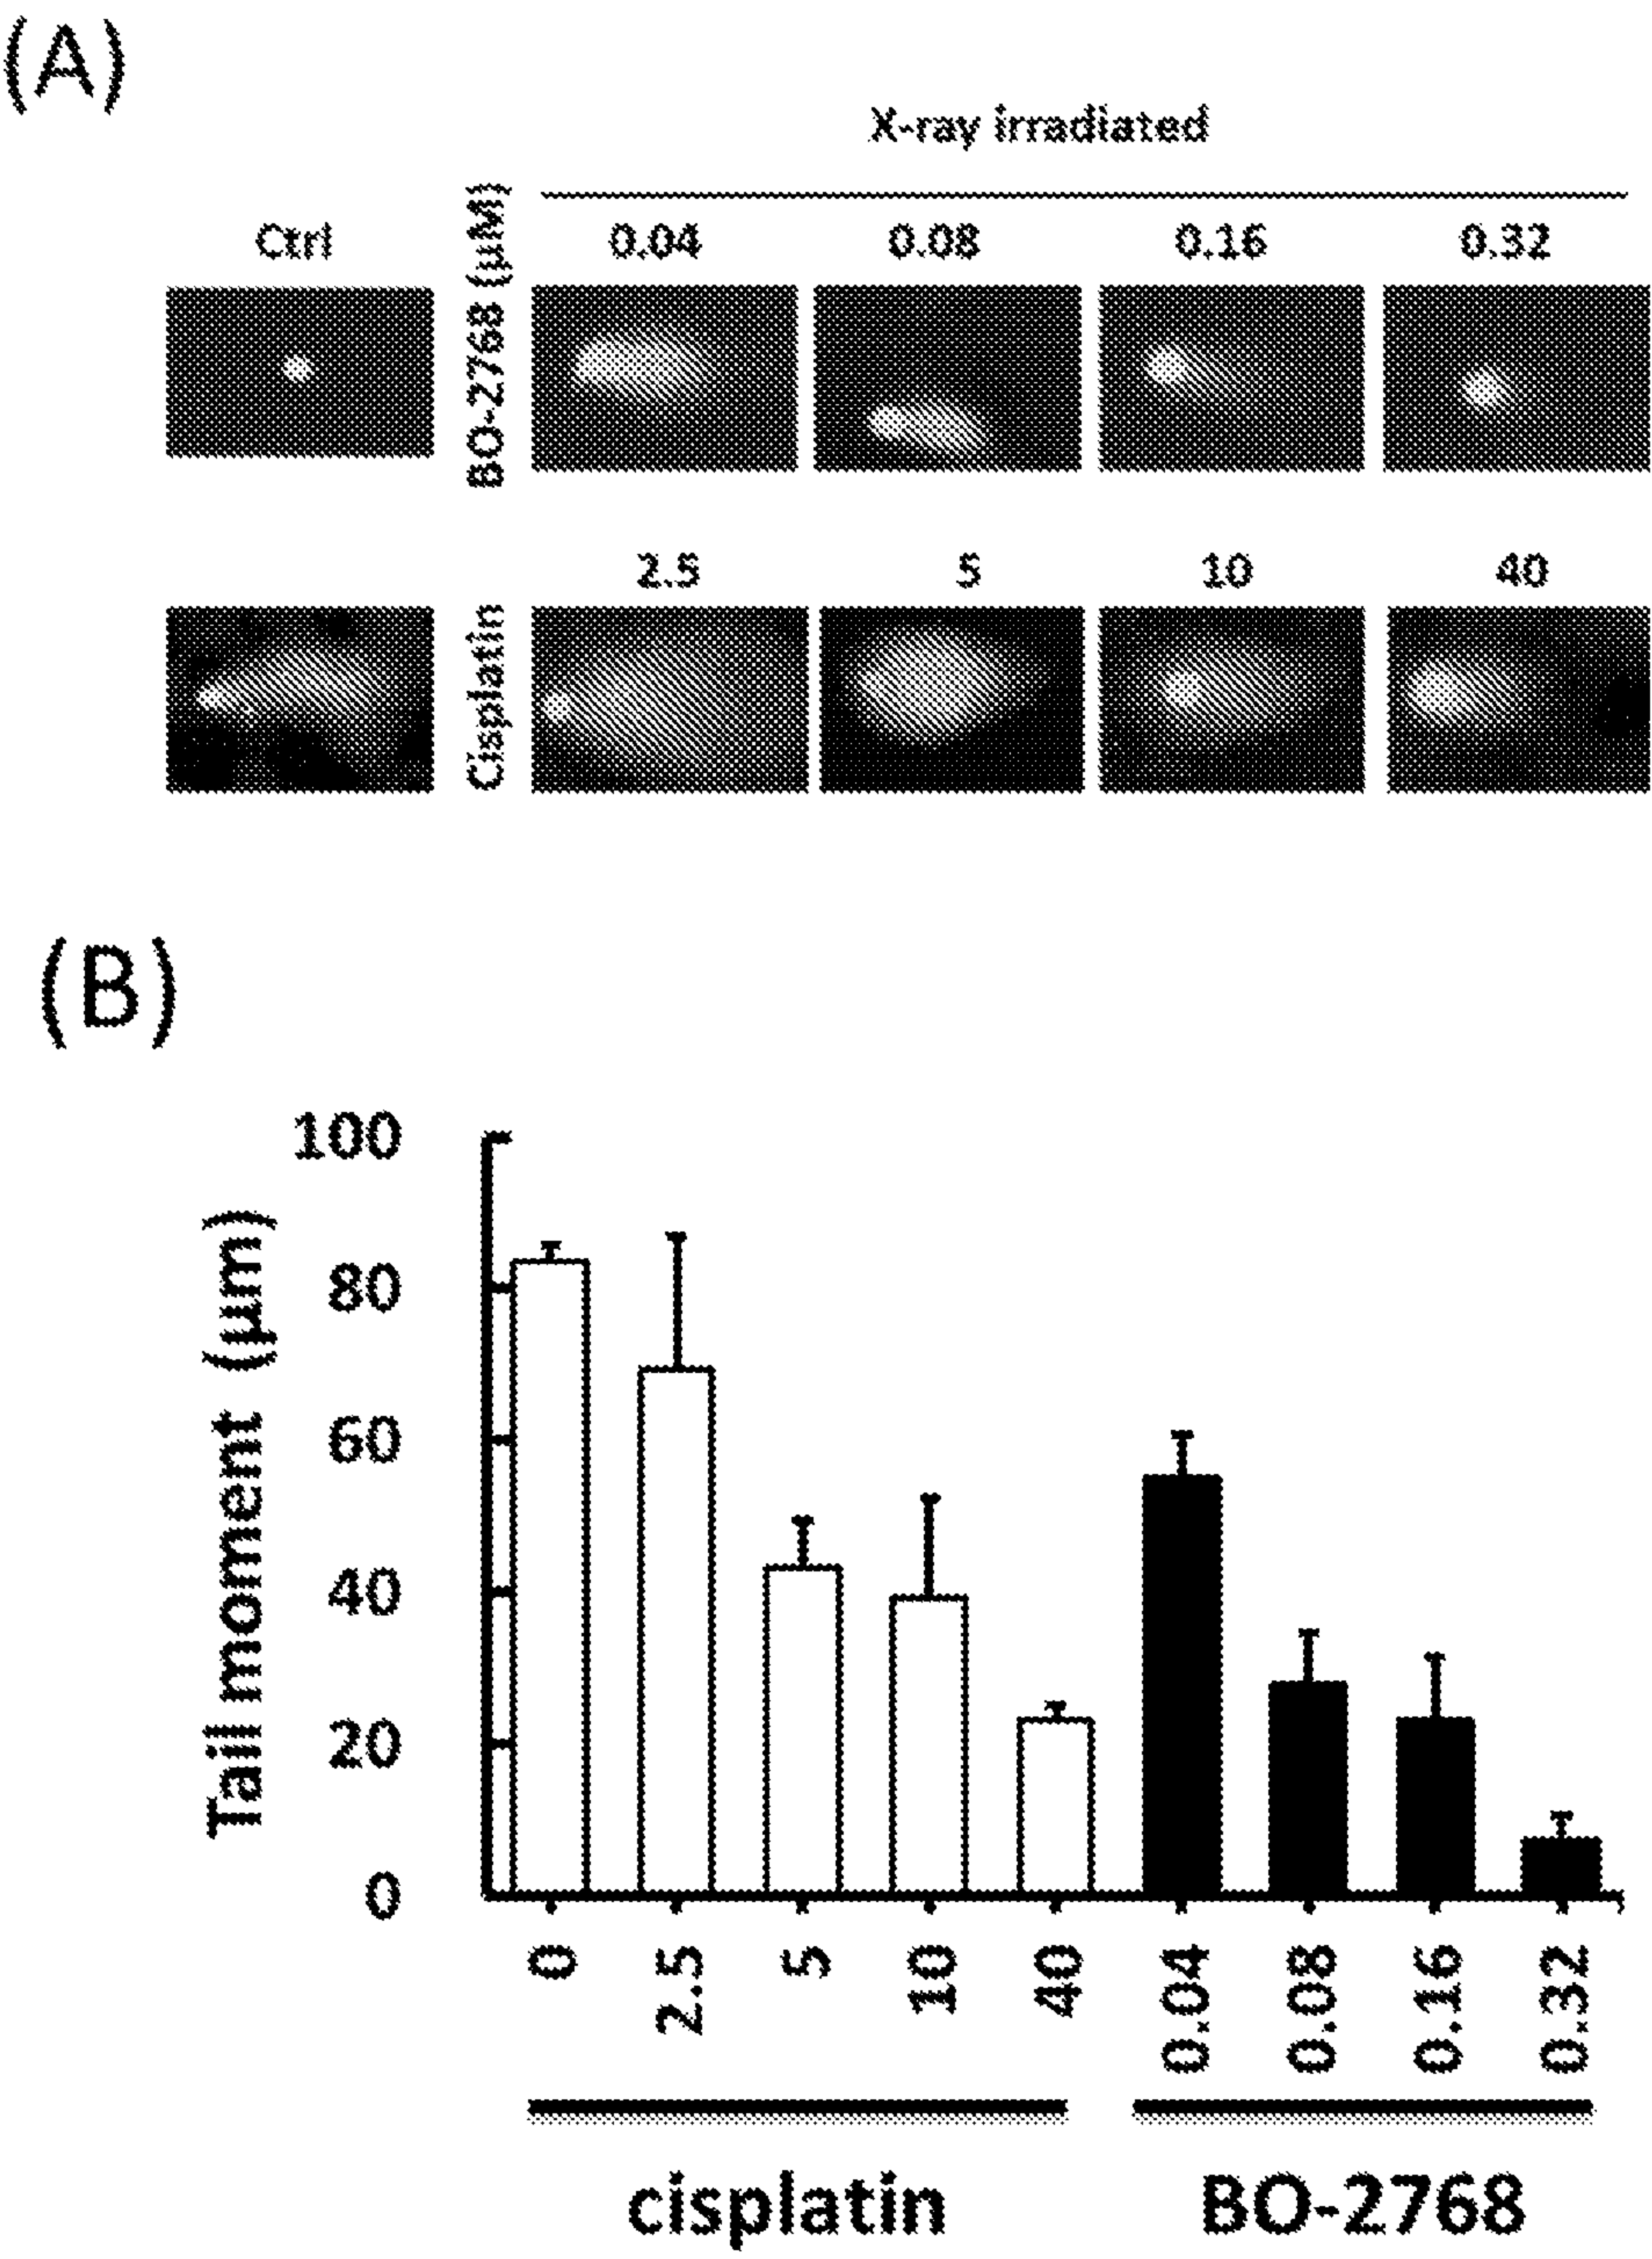 (A)
X-ray irradiated
Ctrl
BO-2768 (µM)
0.04 0.08 0.16 0.32
Cisplatin
2.5 5 10 40
(B)
Tail moment (µm)
100
80
60
40
20
0
0 2.5 5 10 40 0.04 0.08 0.16 0.32
cisplatin BO-2768